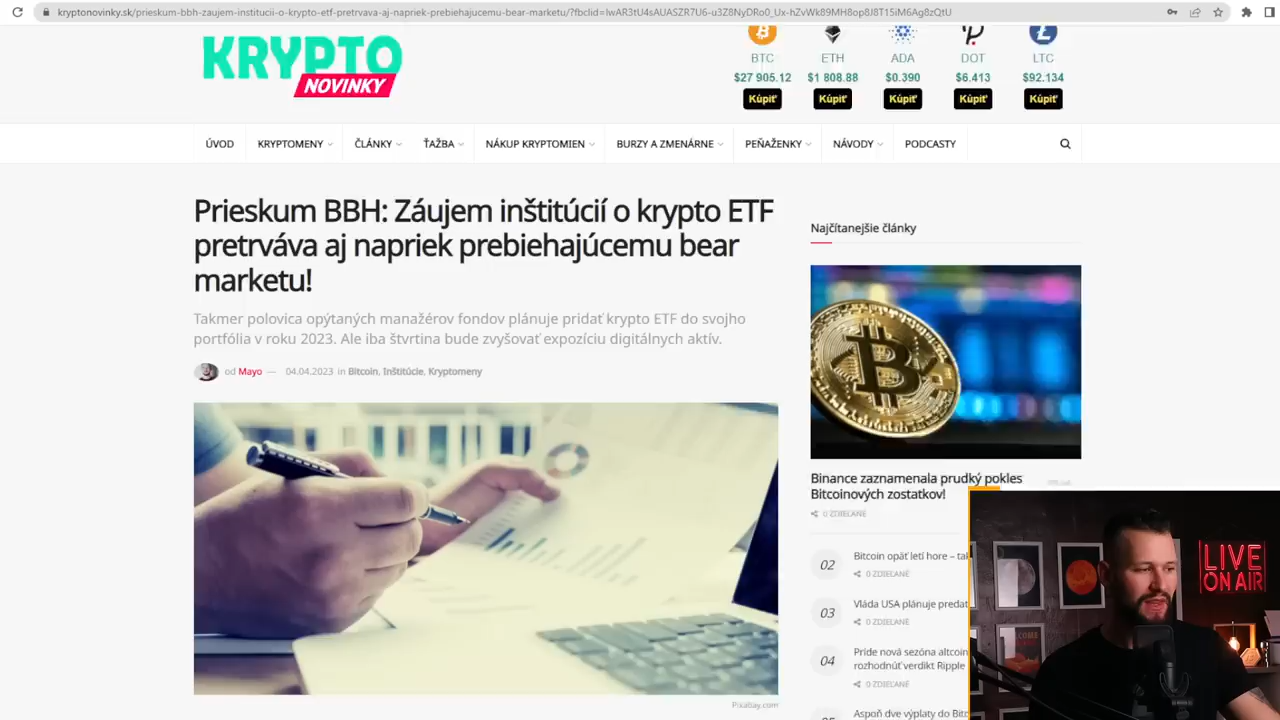 kryptonovinky.sk/prieskum-bbh-zaujem-institucii-o-krypto-etf-pretrvava-aj-napriek-prebiehajucemu-bear-marketu/?fbclid=IwAR3tU4sAUASZR7U6-u3Z8NyDRo0_Ux-hZvWk89MH8op8J8T15iM6Ag8zQtU
KRYPTO
NOVINKY
BTC ETH ADA DOT LTC
$27 905.12 $1 808.88 $0.390 $6.413 $92.134
Kúpiť Kúpiť Kúpiť Kúpiť Kúpiť
ÚVOD KRYPTOMENY ČLÁNKY ŤAŽBA NÁKUP KRYPTOMIEN BURZY A ZMENÁRNE PEŇAŽENKY NÁVODY PODCASTY
Prieskum BBH: Záujem inštitúcií o krypto ETF
pretrváva aj napriek prebiehajúcemu bear
marketu!
Takmer polovica opýtaných manažérov fondov plánuje pridať krypto ETF do svojho
portfólia v roku 2023. Ale iba štvrtina bude zvyšovať expozíciu digitálnych aktív.
od Mayo — 04.04.2023 in Bitcoin, Inštitúcie, Kryptomeny
Pixabay.com
Najčítanejšie články
Binance zaznamenala prudký pokles
Bitcoinových zostatkov!
0 ZDIEĽANÉ
02 Bitcoin opäť letí hore –
0 ZDIEĽANÉ
03 Vláda USA plánuje
0 ZDIEĽANÉ
04 Príde nová sezóna
rozhodnúť verdikt Ripple
0 ZDIEĽANÉ
Aspoň dve výplaty do
LIVE
ON AIR